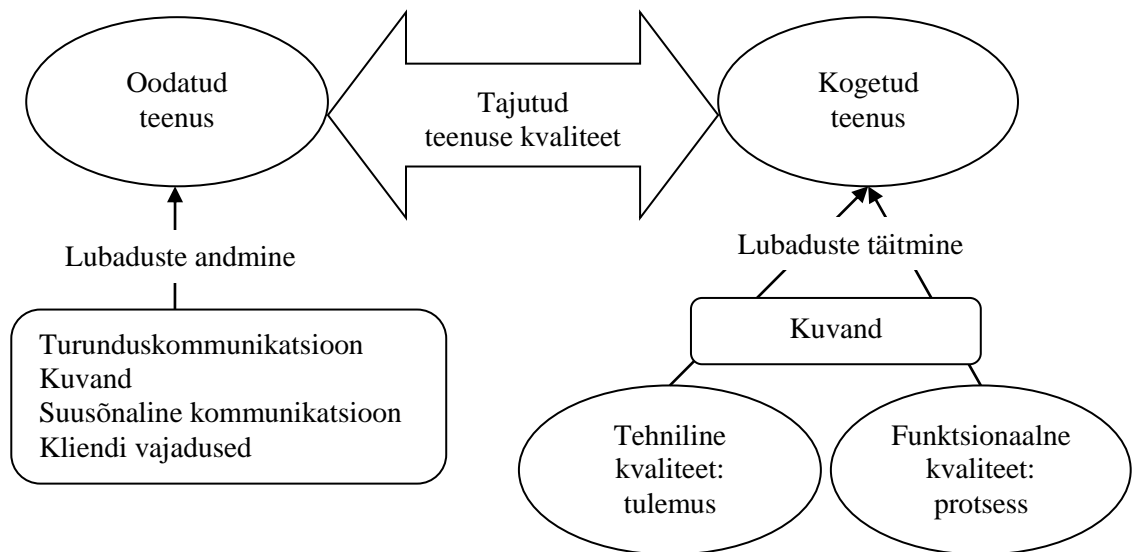 Oodatud
teenus
Tajutud
teenuse kvaliteet
Kogetud
teenus
Lubaduste andmine
Lubaduste täitmine
Turunduskommunikatsioon
Kuvand
Suusõnaline kommunikatsioon
Kliendi vajadused
Kuvand
Tehniline
kvaliteet:
tulemus
Funktsionaalne
kvaliteet:
protsess